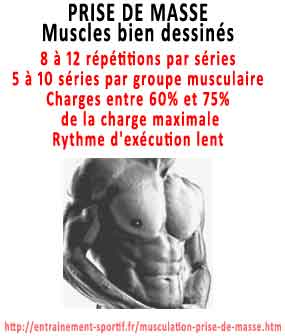 PRISE DE MASSE
Muscles bien dessinés
8 à 12 répétitions par séries
5 à 10 séries par groupe musculaire
Charges entre 60% et 75%
de la charge maximale
Rythme d'exécution lent
http://entrainement-sportif.fr/musculation-prise-de-masse.htm